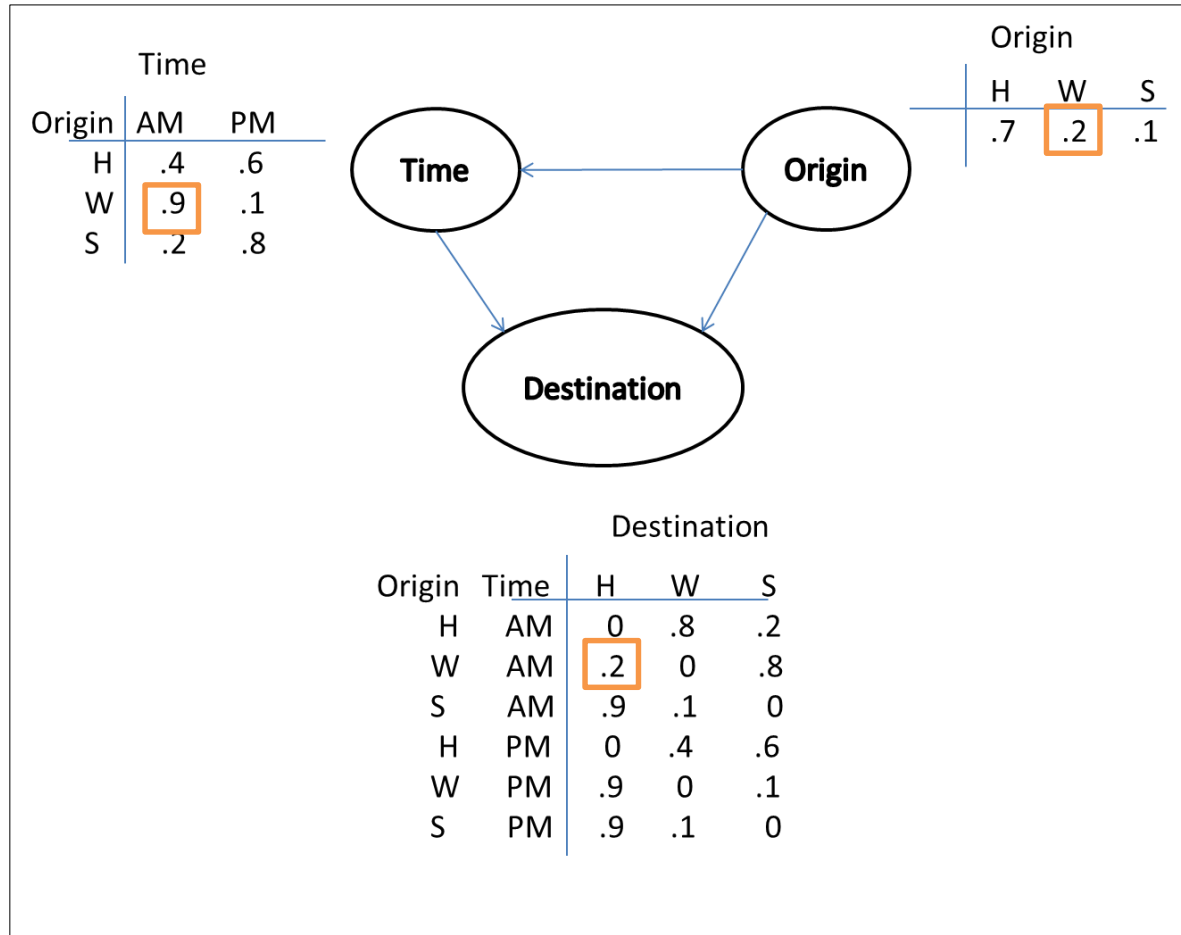 Time
Origin AM PM
H .4 .6
W .9 .1
S .2 .8
Time
Origin
Origin
H W S
.7 .2 .1
Destination
Destination
Origin Time H W S
H AM 0 .8 .2
W AM .2 0 .8
S AM .9 .1 0
H PM 0 .4 .6
W PM .9 0 .1
S PM .9 .1 0